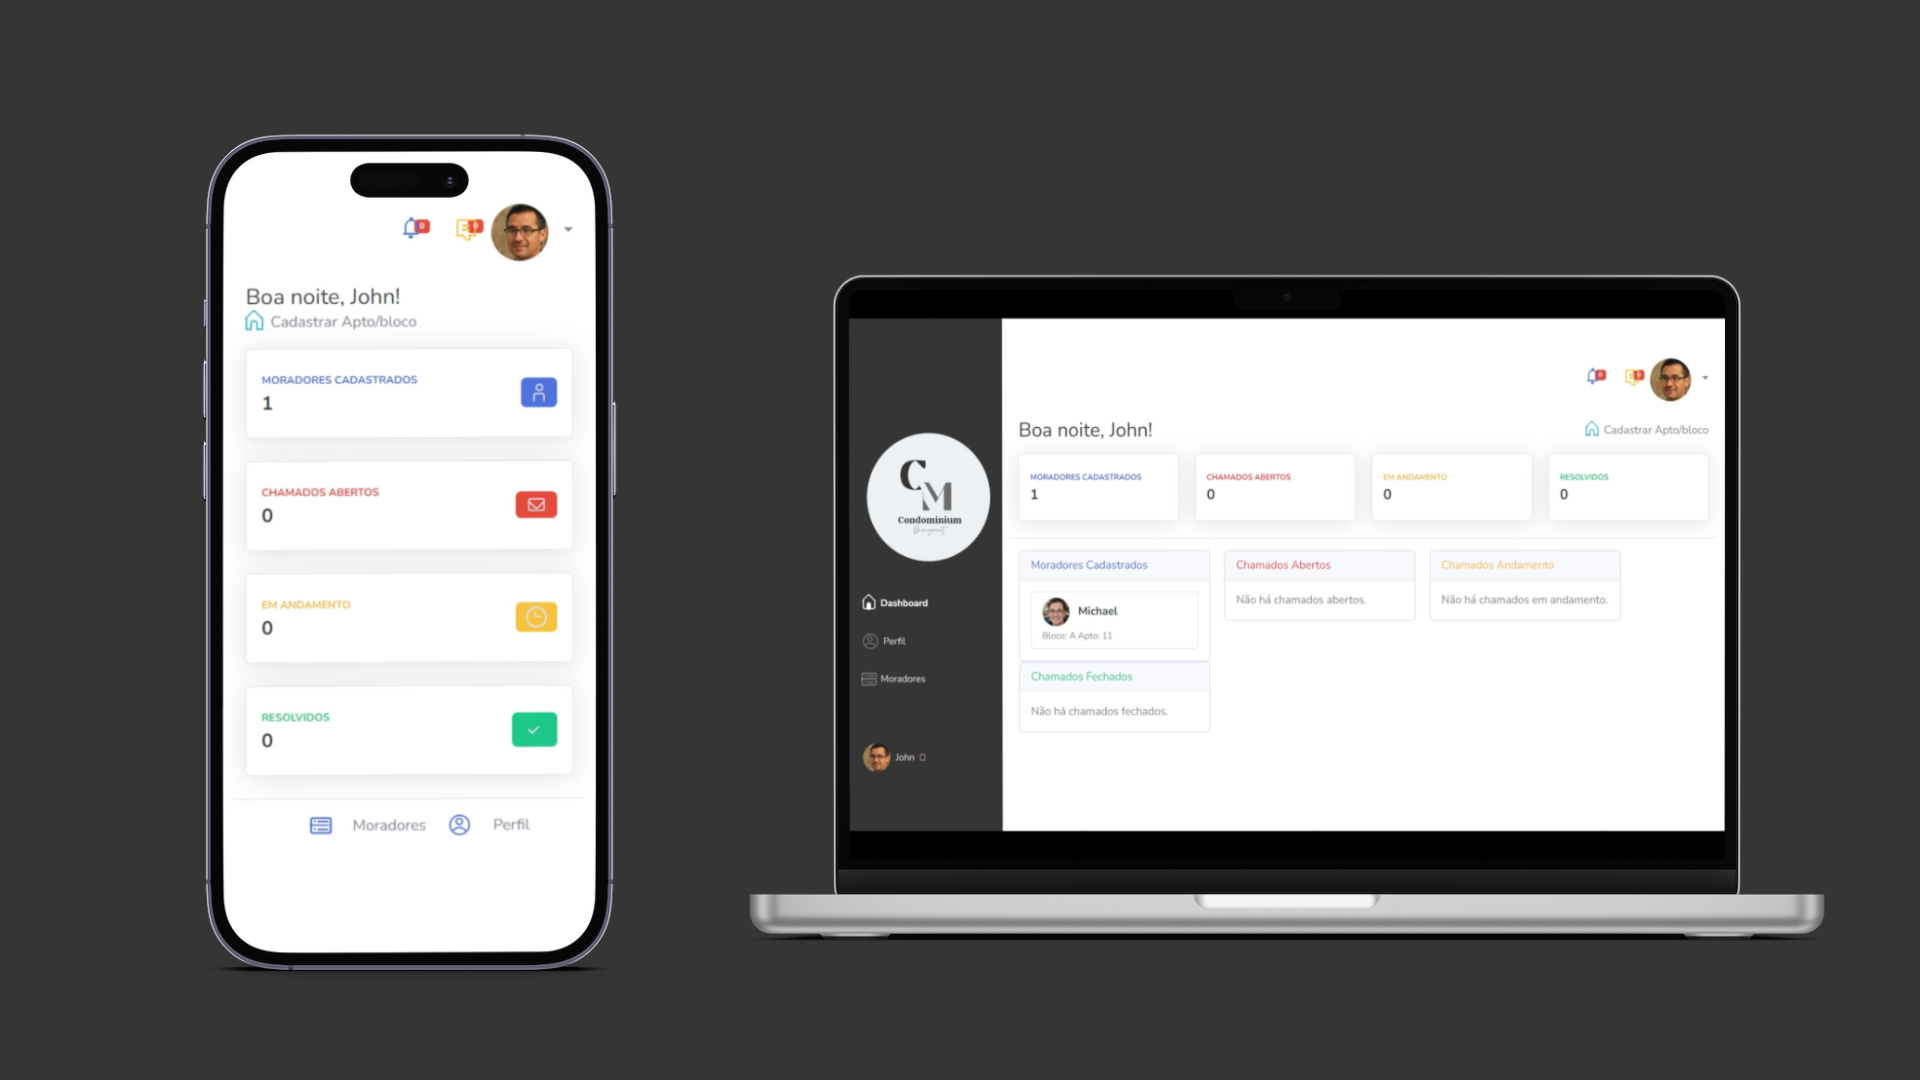 0
0
Boa noite, John!
Cadastrar Apto/bloco
MORADORES CADASTRADOS
1
CHAMADOS ABERTOS
0
EM ANDAMENTO
0
RESOLVIDOS
0
Moradores
Perfil
CM
Condominium
Dashboard
Perfil
Moradores
John
0
0
Boa noite, John!
Cadastrar Apto/bloco
MORADORES CADASTRADOS
1
CHAMADOS ABERTOS
0
EM ANDAMENTO
0
RESOLVIDOS
0
Moradores Cadastrados
Michael
Bloco: A Apto: 11
Chamados Abertos
Não há chamados abertos.
Chamados Andamento
Não há chamados em andamento.
Chamados Fechados
Não há chamados fechados.